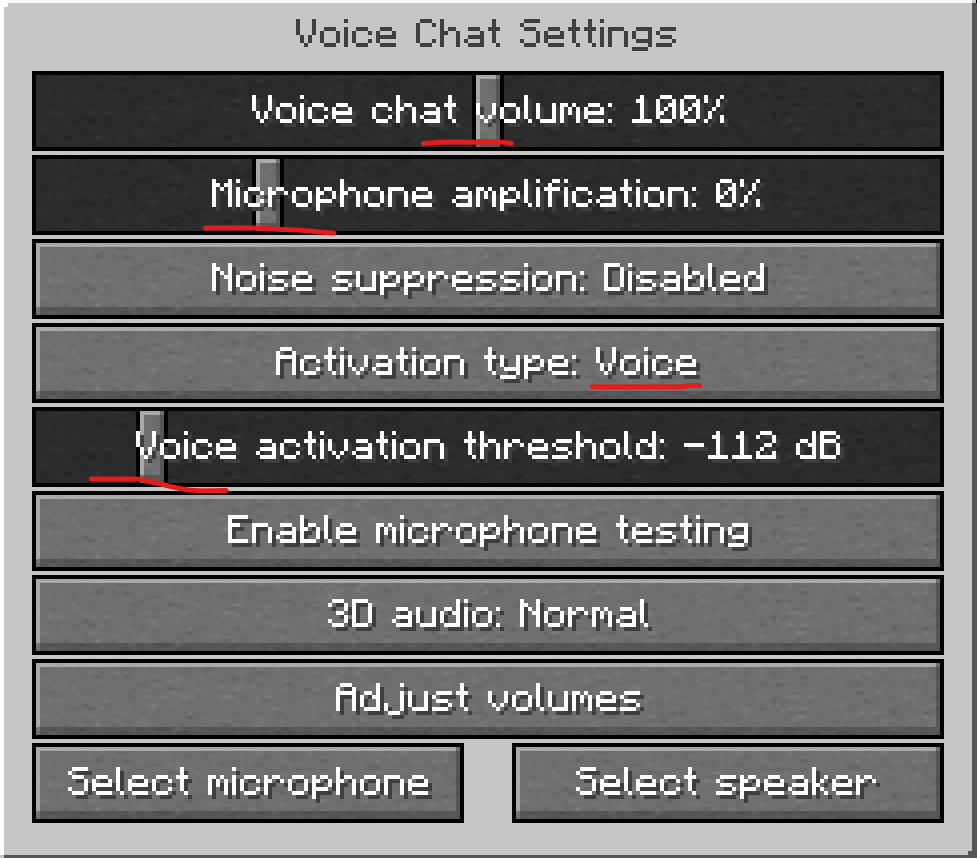 Voice Chat Settings
Voice chat volume: 100%
Microphone amplification: 0%
Noise suppression: Disabled
Activation type: Voice
Voice activation threshold: -112 dB
Enable microphone testing
3D audio: Normal
Adjust volumes
Select microphone
Select speaker